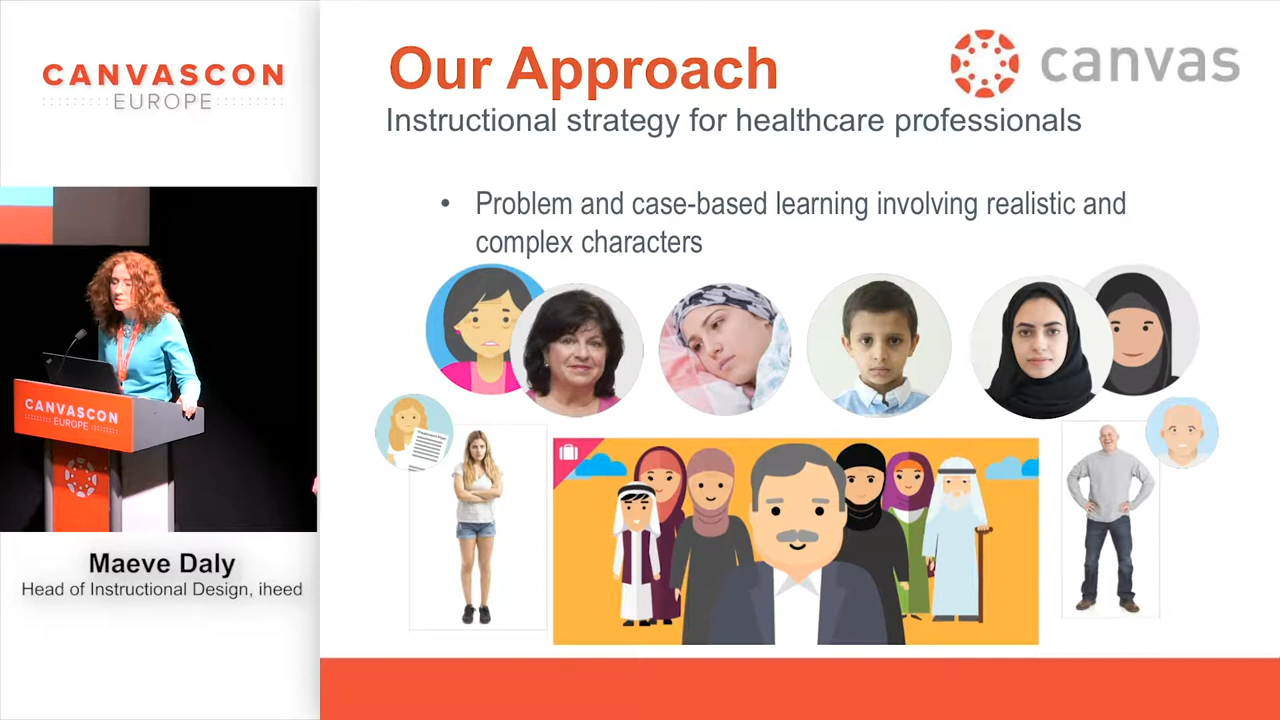 CANVASCON
EUROPE
Our Approach
canvas
Instructional strategy for healthcare professionals
• Problem and case-based learning involving realistic and
complex characters
CANVASCON
EUROPE
Maeve Daly
Head of Instructional Design, iheed